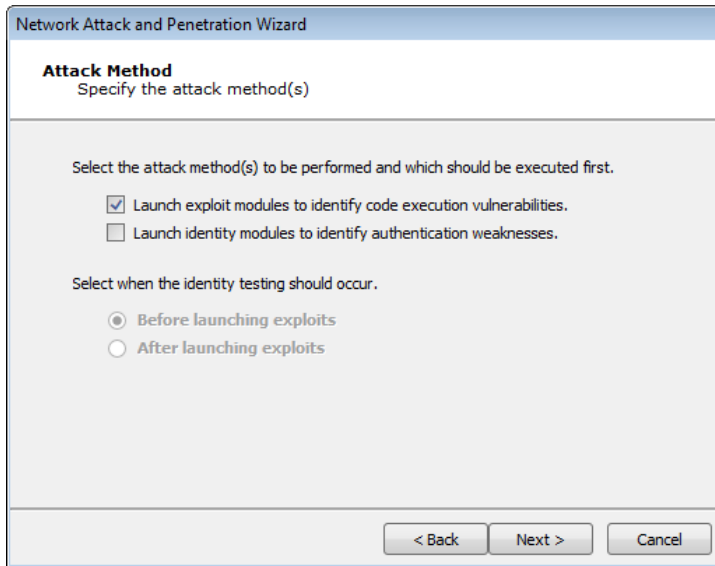 Network Attack and Penetration Wizard
Attack Method
Specify the attack method(s)
Select the attack method(s) to be performed and which should be executed first.
Launch exploit modules to identify code execution vulnerabilities.
Launch identity modules to identify authentication weaknesses.
Select when the identity testing should occur.
Before launching exploits
After launching exploits
< Back Next > Cancel